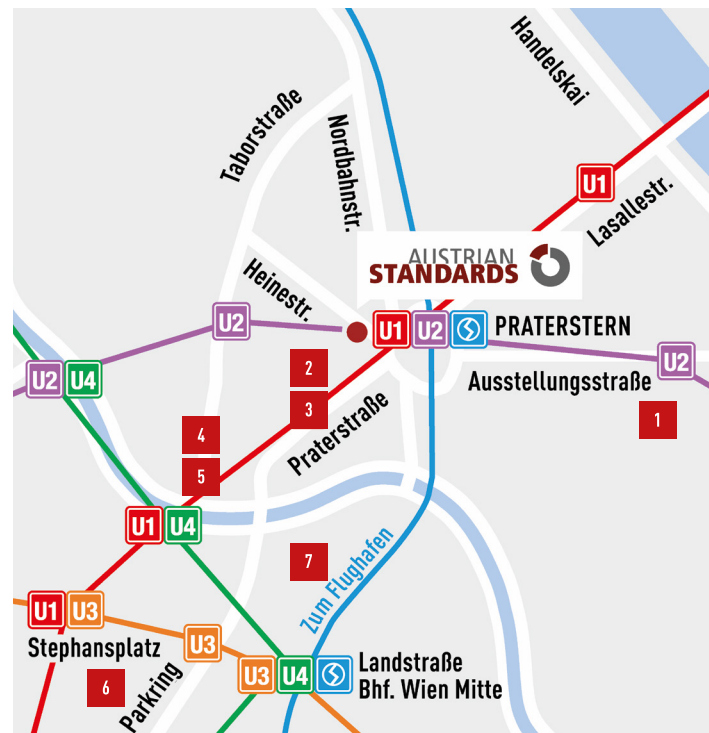 Handelskai
Taborstraße
Nordbahnstr.
U1
Lasallestr.
AUSTRIAN
STANDARDS
Heinestr.
U2
U1 U2 PRATERSTERN
U2
2
U2 U4
Ausstellungsstraße
3
1
Praterstraße
4
5
U1 U4
7
Zum Flughafen
U1 U3
Stephansplatz
U3
U3 U4
Landstraße
Bhf. Wien Mitte
6
Parkring